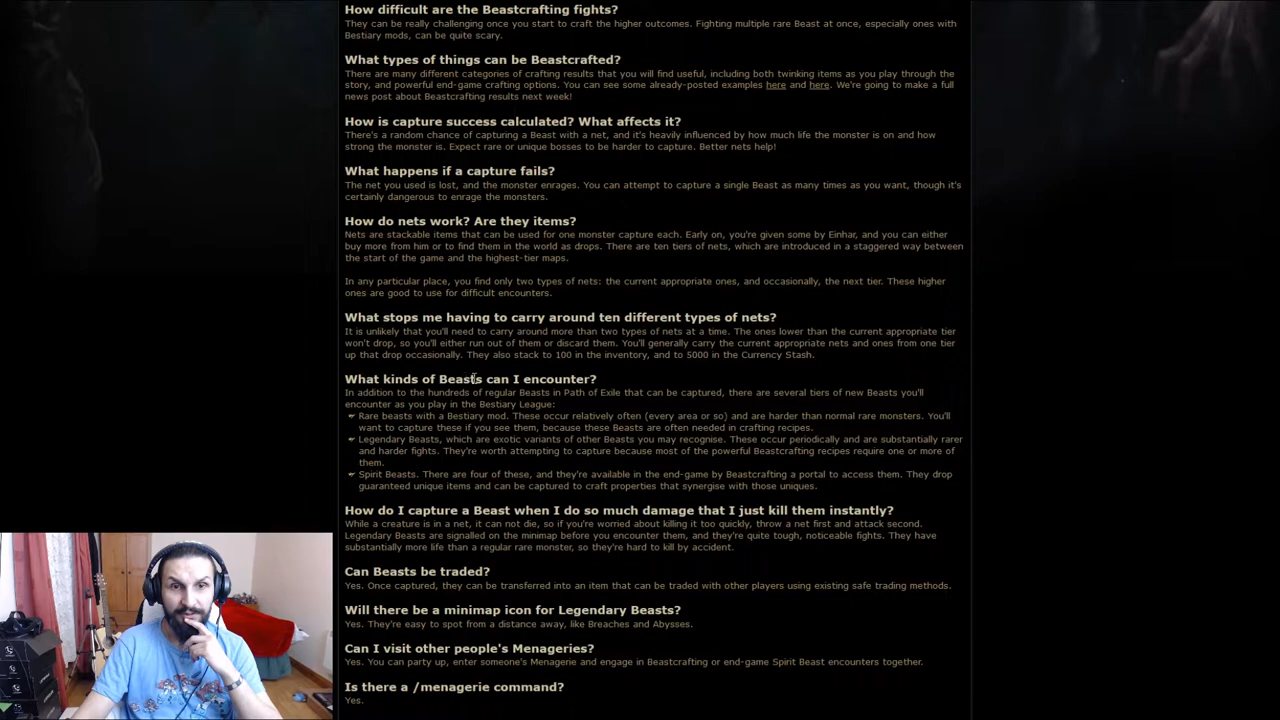 How difficult are the Beastcrafting fights?
They can be really challenging once you start to craft the higher outcomes. Fighting multiple rare Beast at once, especially ones with
Bestiary mods, can be quite scary.
What types of things can be Beastcrafted?
There are many different categories of crafting results that you will find useful, including both twinking items as you play through the
story, and powerful end-game crafting options. You can see some already-posted examples here and here. We're going to make a full
news post about Beastcrafting results next week!
How is capture success calculated? What affects it?
There's a random chance of capturing a Beast with a net, and it's heavily influenced by how much life the monster is on and how
strong the monster is. Expect rare or unique bosses to be harder to capture. Better nets help!
What happens if a capture fails?
The net you used is lost, and the monster enrages. You can attempt to capture a single Beast as many times as you want, though it's
certainly dangerous to enrage the monsters.
How do nets work? Are they items?
Nets are stackable items that can be used for one monster capture each. Early on, you're given some by Einhar, and you can either
buy more from him or to find them in the world as drops. There are ten tiers of nets, which are introduced in a staggered way between
the start of the game and the highest-tier maps.
In any particular place, you find only two types of nets: the current appropriate ones, and occasionally, the next tier. These higher
ones are good to use for difficult encounters.
What stops me having to carry around ten different types of nets?
It is unlikely that you'll need to carry around more than two types of nets at a time. The ones lower than the current appropriate tier
won't drop, so you'll either run out of them or discard them. You'll generally carry the current appropriate nets and ones from one tier
up that drop occasionally. They also stack to 100 in the inventory, and to 5000 in the Currency Stash.
What kinds of Beasts can I encounter?
In addition to the hundreds of regular Beasts in Path of Exile that can be captured, there are several tiers of new Beasts you'll
encounter as you play in the Bestiary League:
Rare beasts with a Bestiary mod. These occur relatively often (every area or so) and are harder than normal rare monsters. You'll
want to capture these if you see them, because these Beasts are often needed in crafting recipes.
Legendary Beasts, which are exotic variants of other Beasts you may recognise. These occur periodically and are substantially rarer
and harder fights. They're worth attempting to capture because most of the powerful Beastcrafting recipes require one or more of
them.
Spirit Beasts. There are four of these, and they're available in the end-game by Beastcrafting a portal to access them. They drop
guaranteed unique items and can be captured to craft properties that synergise with those uniques.
How do I capture a Beast when I do so much damage that I just kill them instantly?
While a creature is in a net, it can not die, so if you're worried about killing it too quickly, throw a net first and attack second.
Legendary Beasts are signalled on the minimap before you encounter them, and they're quite tough, noticeable fights. They have
substantially more life than a regular rare monster, so they're hard to kill by accident.
Can Beasts be traded?
Yes. Once captured, they can be transferred into an item that can be traded with other players using existing safe trading methods.
Will there be a minimap icon for Legendary Beasts?
Yes. They're easy to spot from a distance away, like Breaches and Abysses.
Can I visit other people's Menageries?
Yes. You can party up, enter someone's Menagerie and engage in Beastcrafting or end-game Spirit Beast encounters together.
Is there a /menagerie command?
Yes.